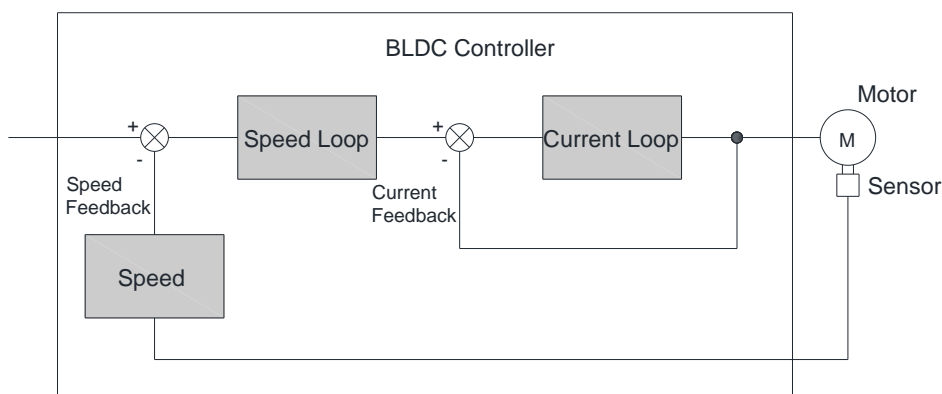 BLDC Controller
Motor
+
Speed Loop
+
Current Loop
M
-
-
Speed
Feedback
Current
Feedback
Sensor
Speed